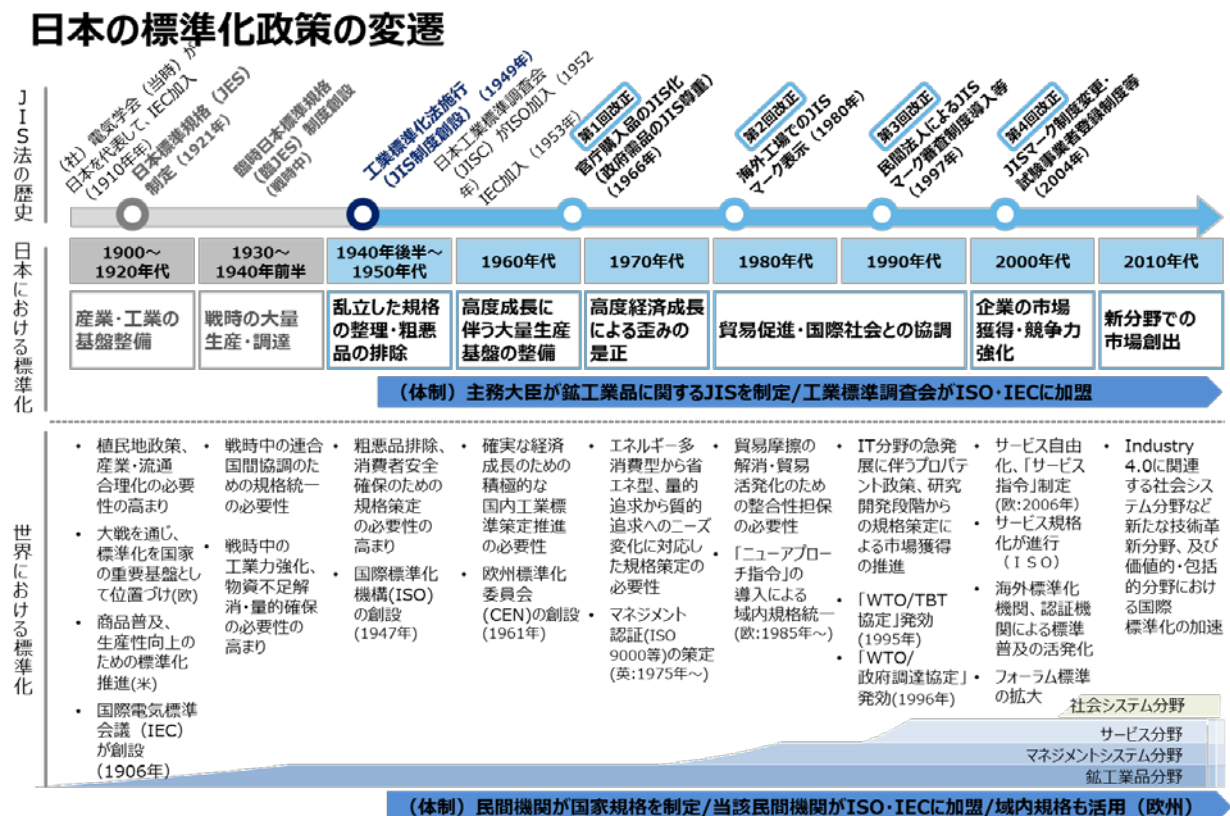 日本の標準化政策の変遷
JIS法の歴史
(社)電気学会(当時)が
日本を代表して、IEC加入
(1910年年)
日本標準規格(JES)
制定(1921年)
臨時日本標準規格
(臨JES)制度創設
(戦時中)
工業標準化法施行
(JIS制度創設)(1949年)
日本工業標準調査会
(JISC)がISO加入(1952
年)
IEC加入(1953年)
第1回改正
官庁購入品のJIS化
(政府需品のJIS尊重)
(1966年)
第2回改正
海外工場でのJIS
マーク表示(1980年)
第3回改正
民間法人によるJIS
マーク審査制度導入等
(1997年)
第4回改正
JISマーク制度変更・
試験事業者登録制度等
(2004年)
日本における標準化
1900~
1920年代
1930~
1940年前半
1940年後半~
1950年代
1960年代
1970年代
1980年代
1990年代
2000年代
2010年代
産業・工業の
基盤整備
戦時の大量
生産・調達
乱立した規格
の整理・粗悪
品の排除
高度成長に
伴う大量生産
基盤の整備
高度経済成長
による歪みの
是正
貿易促進・国際社会との協調
企業の市場
獲得・競争力
強化
新分野での
市場創出
(体制)主務大臣が鉱工業品に関するJISを制定/工業標準調査会がISO・IECに加盟
世界における標準化
• 植民地政策、
産業・流通
合理化の必要
性の高まり
• 大戦を通じ、
標準化を国家
の重要基盤とし
て位置づけ(欧)
• 商品普及、
生産性向上の
ための標準化
推進(米)
• 国際電気標準
会議(IEC)
が創設
(1906年)
• 戦時中の連合
国間協調のた
めの規格統一
の必要性
• 戦時中の
工業力強化、
物資不足解
消・量的確保
の必要性の
高まり
• 粗悪品排除、
消費者安全
確保のための
規格策定
の必要性の
高まり
• 国際標準化
機構(ISO)
の創設
(1947年)
• 確実な経済
成長のための
積極的な
国内工業標
準策定推進
の必要性
• 欧州標準化
委員会
(CEN)の創設
(1961年)
• エネルギー多
消費型から省
エネ型、量的
追求から質的
追求へのニーズ
変化に対応し
た規格策定の
必要性
• マネジメント
認証(ISO
9000等)の策定
(英:1975年~)
• 貿易摩擦の
解消・貿易
活発化のため
の整合性担保
の必要性
• 「ニューアプロー
チ指令」の
導入による
域内規格統一
(欧:1985年~)
• IT分野の急発
展に伴うプロパテ
ント政策、研究
開発段階から
の規格策定に
よる市場獲得
の推進
• 「WTO/TBT
協定」発効
(1995年)
• 「WTO/
政府調達協定」
発効(1996年)
• サービス自由
化、「サービス
指令」制定
(欧:2006年)
• サービス規格
化が進行
(ISO)
• 海外標準化
機関、認証機
関による標準
普及の活発化
• フォーラム標準
の拡大
• Industry
4.0に関連
する社会シス
テム分野など
新たな技術革
新分野、及び
価値的・包括
的分野におけ
る国際
標準化の加速
社会システム分野
サービス分野
マネジメントシステム分野
鉱工業品分野
(体制)民間機関が国家規格を制定/当該民間機関がISO・IECに加盟/域内規格も活用(欧州)